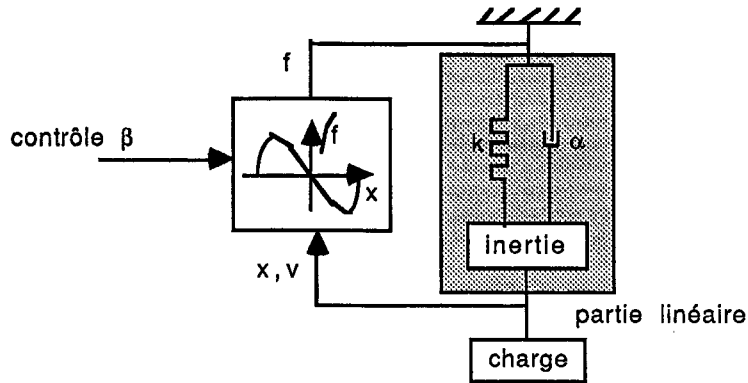 f
contrôle β
f
x
k
α
inertie
x, v
partie linéaire
charge